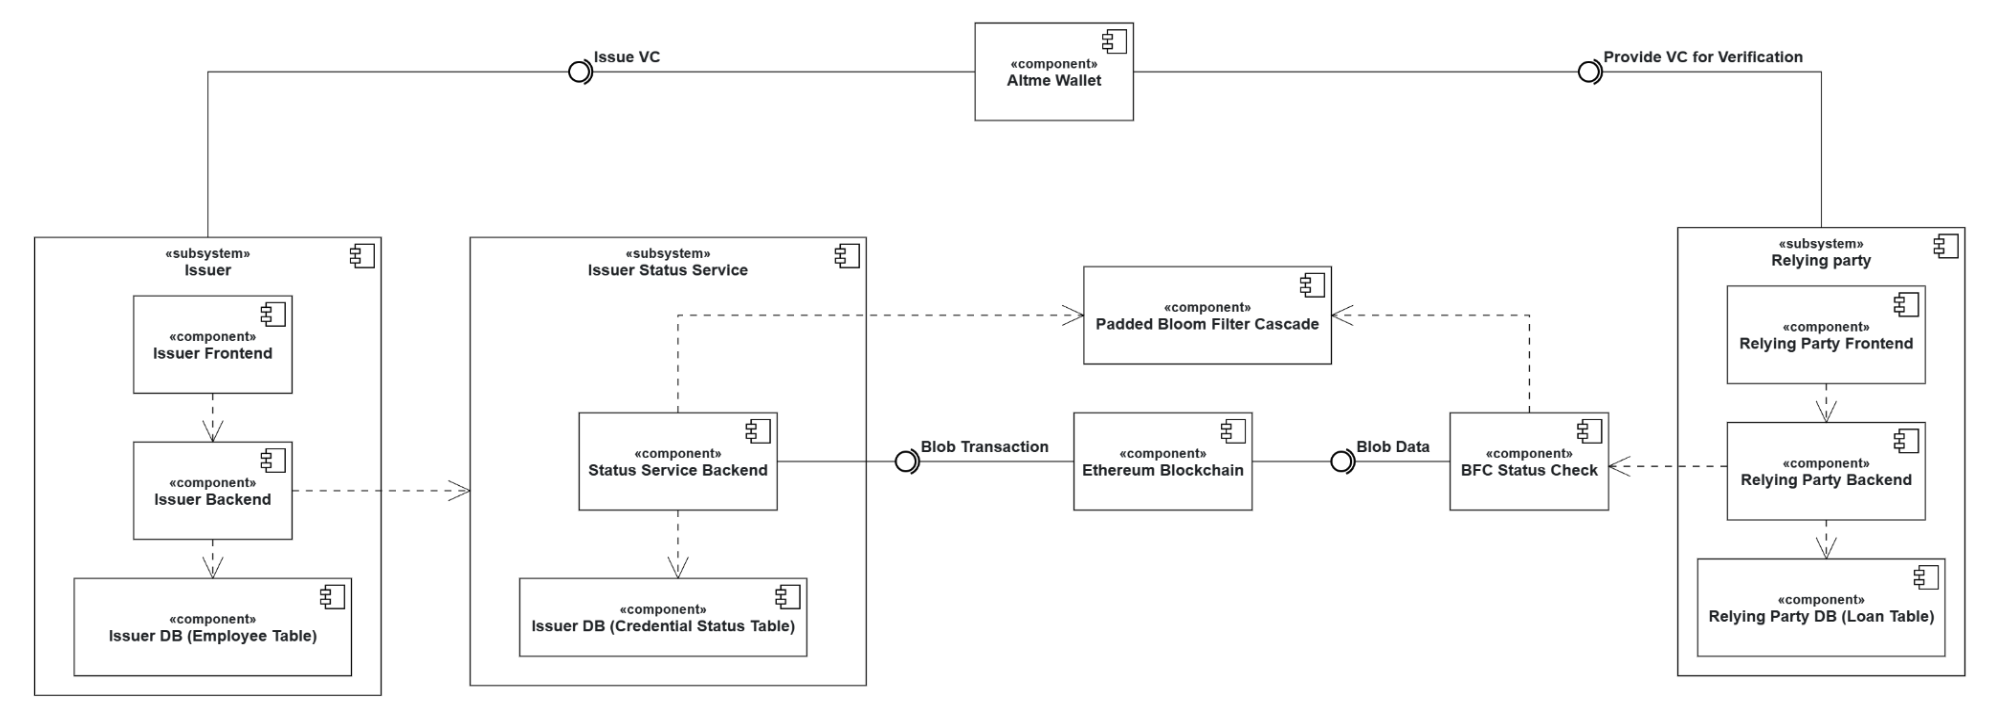 Issue VC
«component»
Altme Wallet
Provide VC for Verification
«subsystem»
Issuer
«component»
Issuer Frontend
«component»
Issuer Backend
«component»
Issuer DB (Employee Table)
«subsystem»
Issuer Status Service
«component»
Status Service Backend
«component»
Issuer DB (Credential Status Table)
«component»
Padded Bloom Filter Cascade
Blob Transaction
«component»
Ethereum Blockchain
Blob Data
«component»
BFC Status Check
«subsystem»
Relying party
«component»
Relying Party Frontend
«component»
Relying Party Backend
«component»
Relying Party DB (Loan Table)